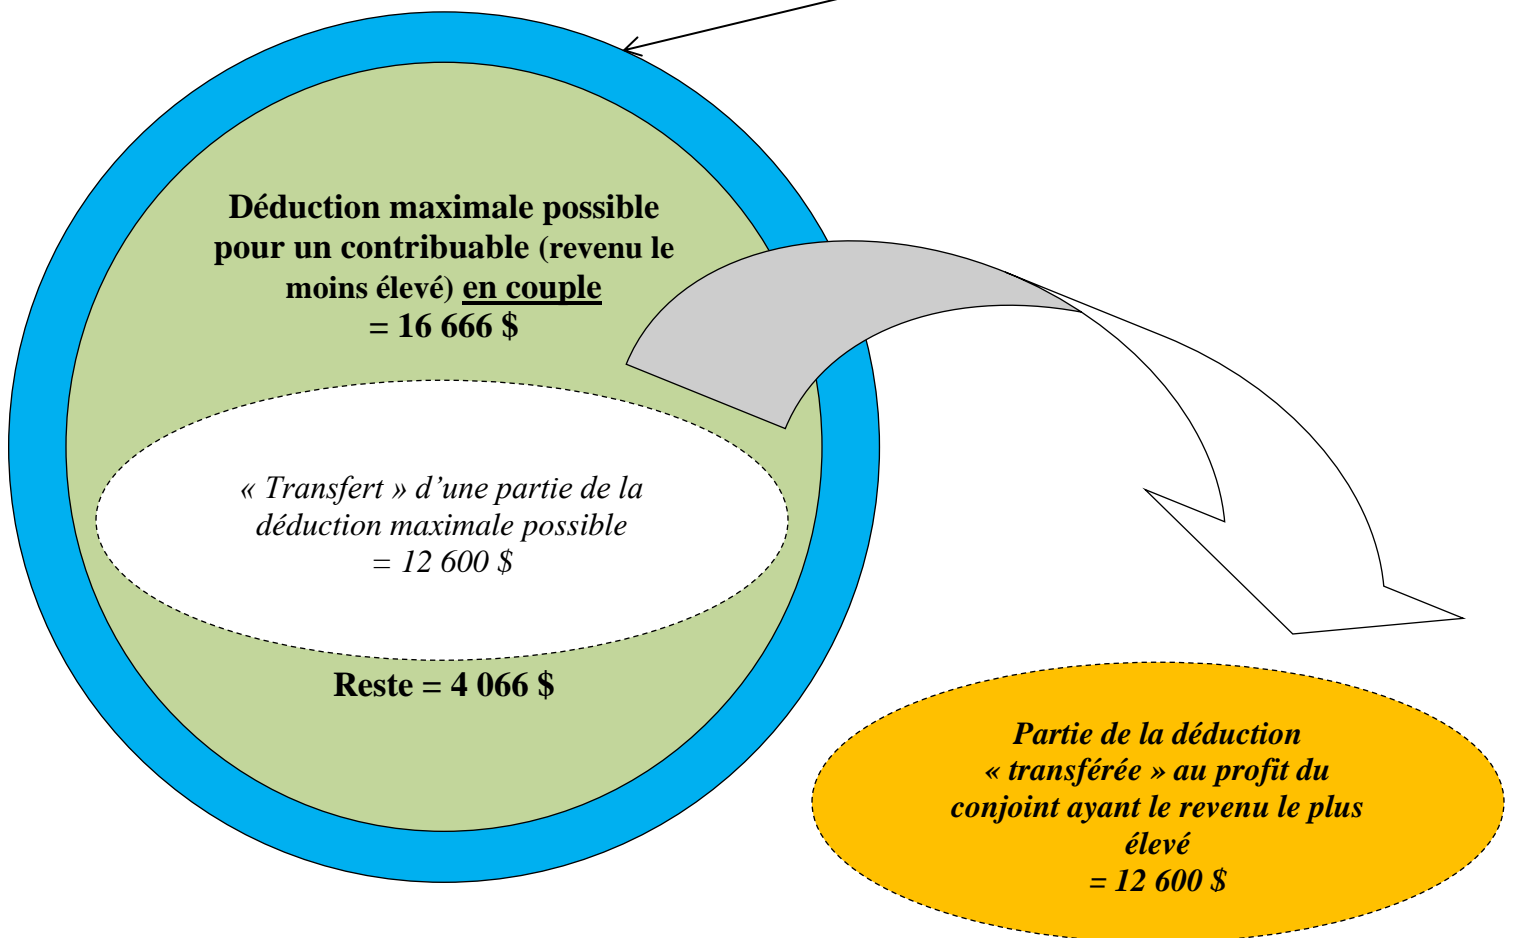 Déduction maximale possible
pour un contribuable (revenu le
moins élevé) en couple
= 16 666 $
« Transfert » d’une partie de la
déduction maximale possible
= 12 600 $
Reste = 4 066 $
Partie de la déduction
« transférée » au profit du
conjoint ayant le revenu le plus
élevé
= 12 600 $